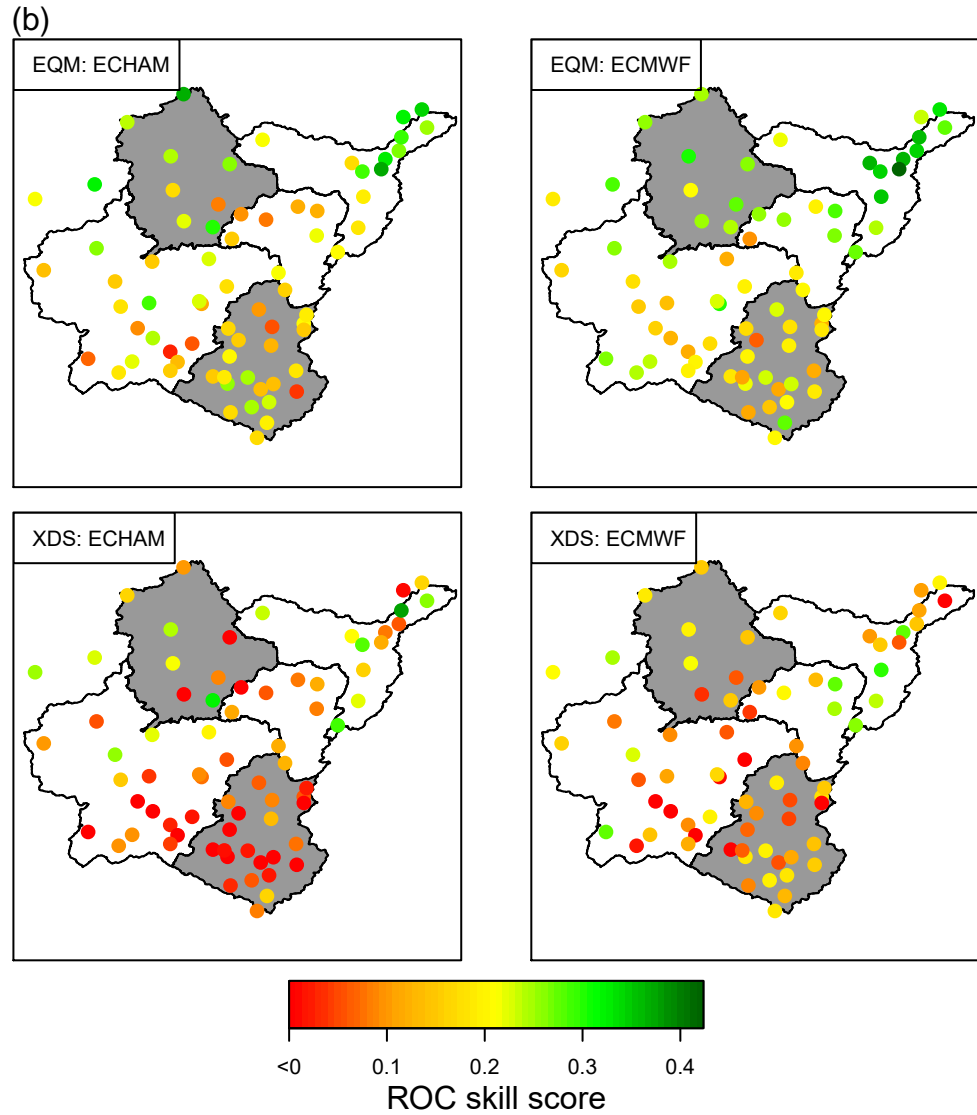 (b)
EQM: ECHAM
EQM: ECMWF
XDS: ECHAM
XDS: ECMWF
<0 0.1 0.2 0.3 0.4
ROC skill score